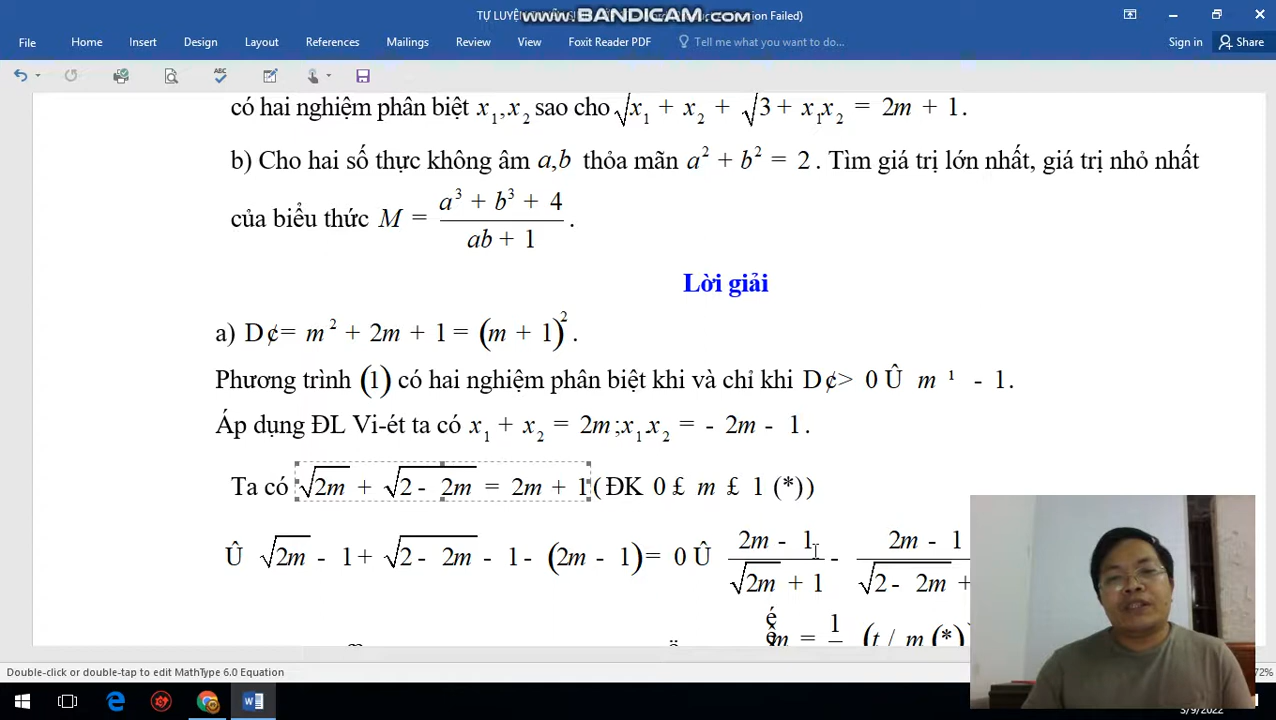 TỰ LUYỆN
www.BANDICAM.com
ion Failed)
File Home Insert Design Layout References Mailings Review View Foxit Reader PDF Tell me what you want to do... Sign in Share
ABC
có hai nghiệm phân biệt x₁,x₂ sao cho √x₁ + x₂ + √3 + x₁x₂ = 2m + 1.
b) Cho hai số thực không âm a,b thỏa mãn a² + b² = 2. Tìm giá trị lớn nhất, giá trị nhỏ nhất
của biểu thức M = (a³ + b³ + 4)/(ab + 1).
Lời giải
a) D¢= m² + 2m + 1 = (m + 1)².
Phương trình (1) có hai nghiệm phân biệt khi và chỉ khi D¢> 0 Û m ¹ - 1.
Áp dụng ĐL Vi-ét ta có x₁ + x₂ = 2m;x₁x₂ = - 2m - 1.
Ta có √2m + √2 - 2m = 2m + 1 (ĐK 0 £ m £ 1 (*))
Û √2m - 1 + √2 - 2m - 1 - (2m - 1) = 0 Û (2m - 1)/(√2m + 1) - (2m - 1)/(√2 - 2m +
m = 1 (t / m (*)
Click or double-tap to edit MathType 6.0 Equation
72%
3/9/2022